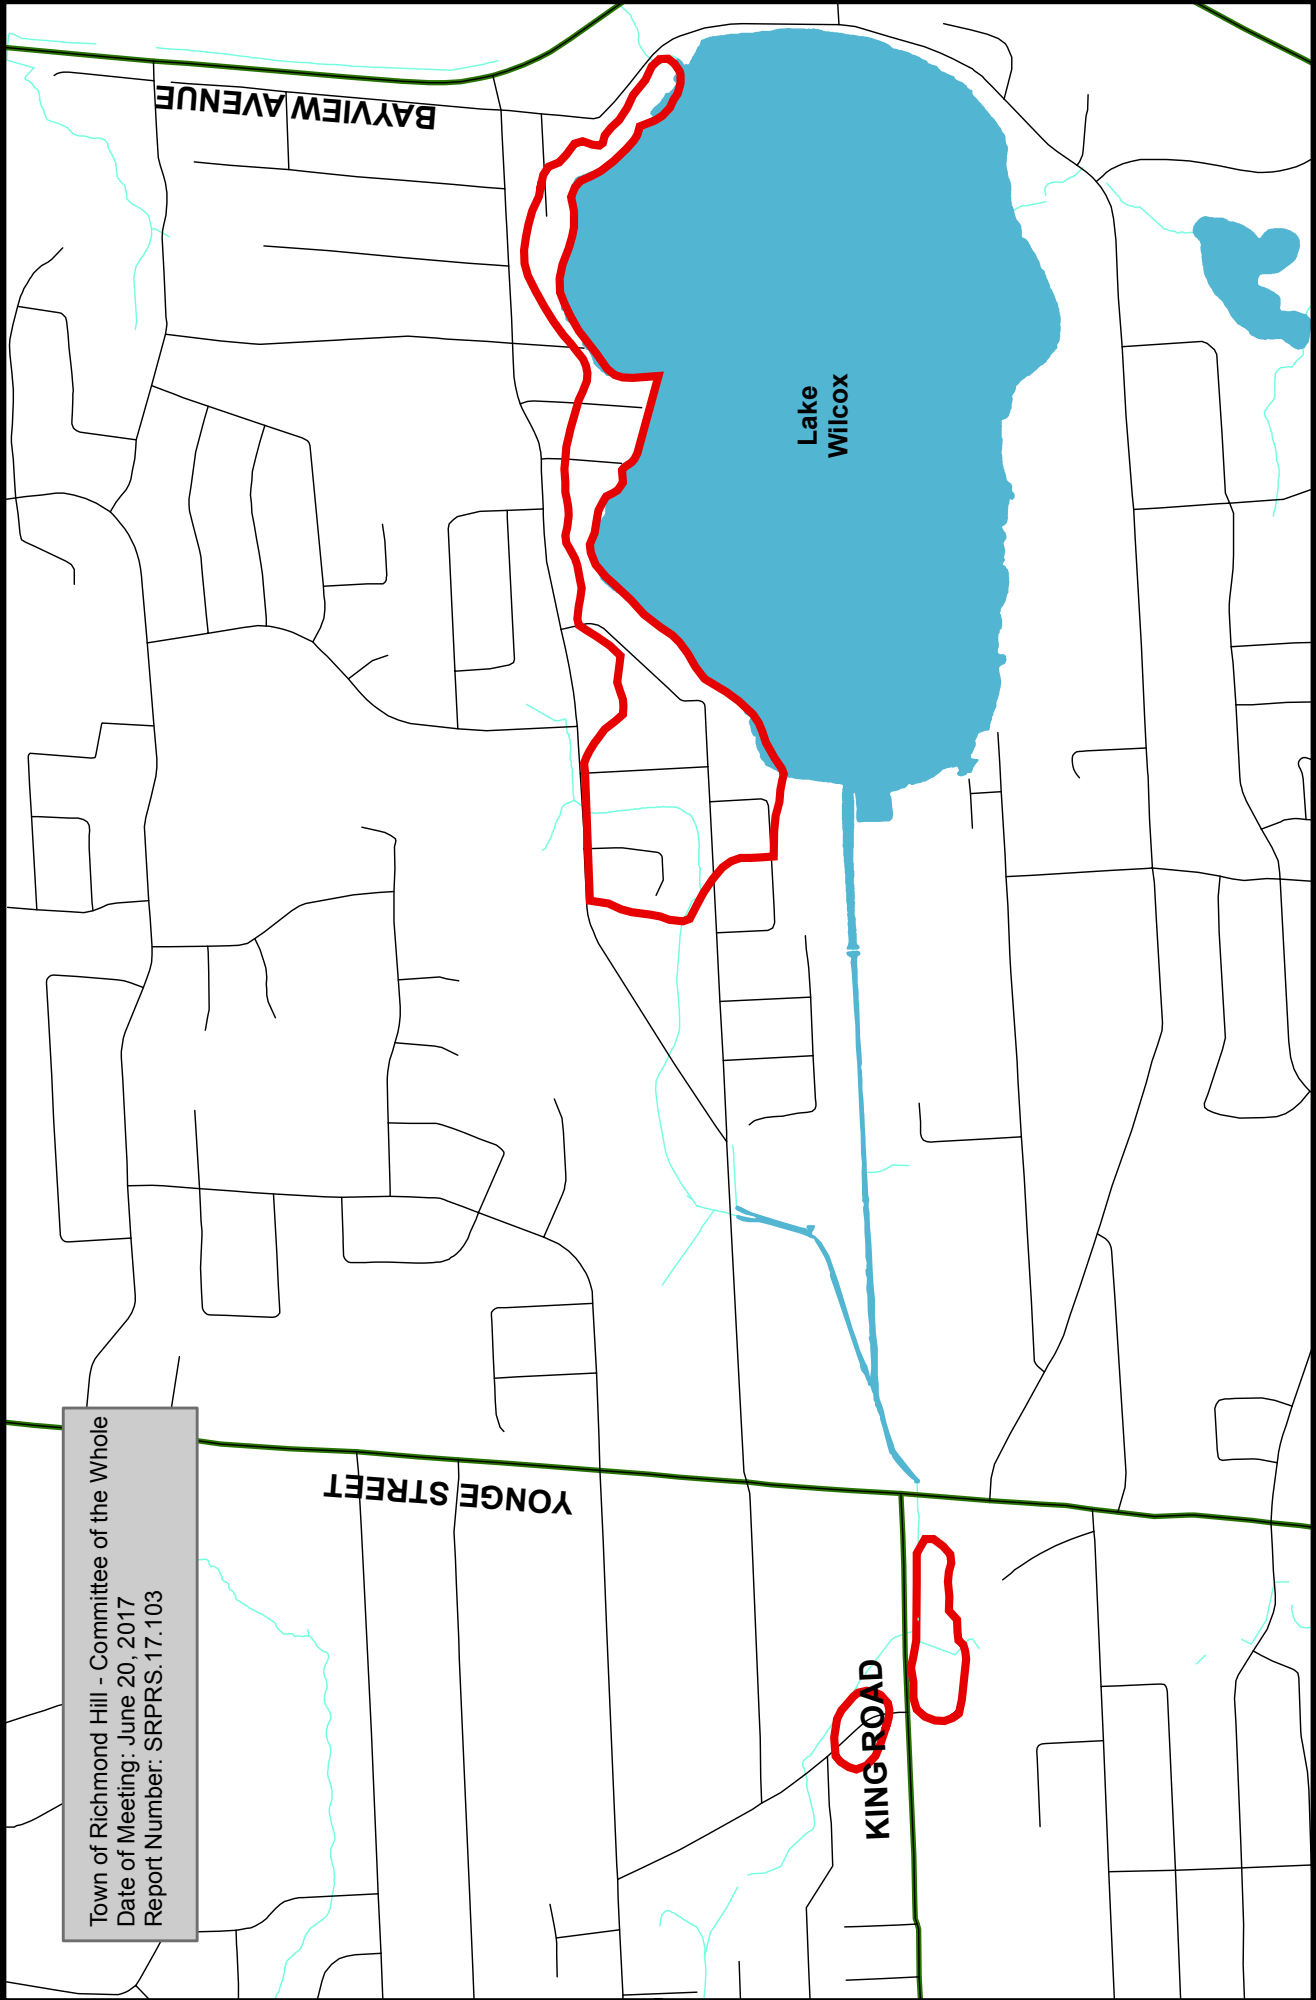 Town of Richmond Hill - Committee of the Whole
Date of Meeting: June 20, 2017
Report Number: SRPRS.17.103
BAYVIEW AVENUE
YONGE STREET
Lake
Wilcox
KING ROAD